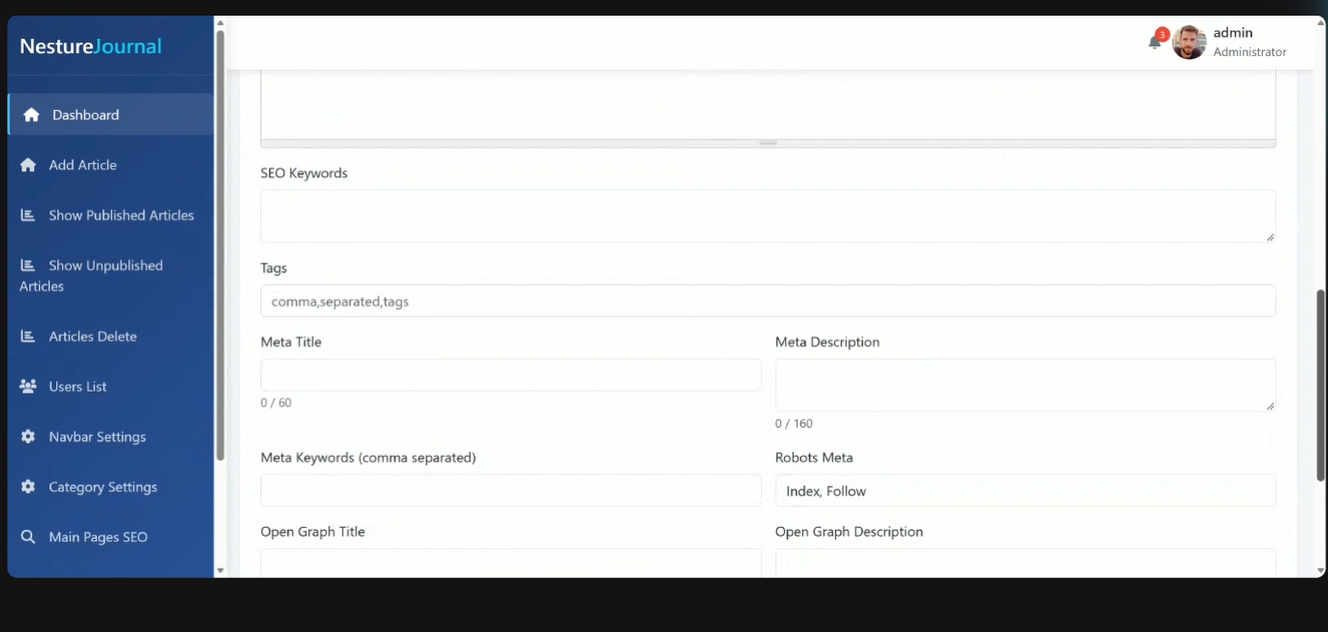 NestureJournal
3
admin
Administrator
Dashboard
Add Article
Show Published Articles
Show Unpublished
Articles
Articles Delete
Users List
Navbar Settings
Category Settings
Main Pages SEO
SEO Keywords
Tags
comma,separated,tags
Meta Title
Meta Description
0 / 60
0 / 160
Meta Keywords (comma separated)
Robots Meta
Index, Follow
Open Graph Title
Open Graph Description